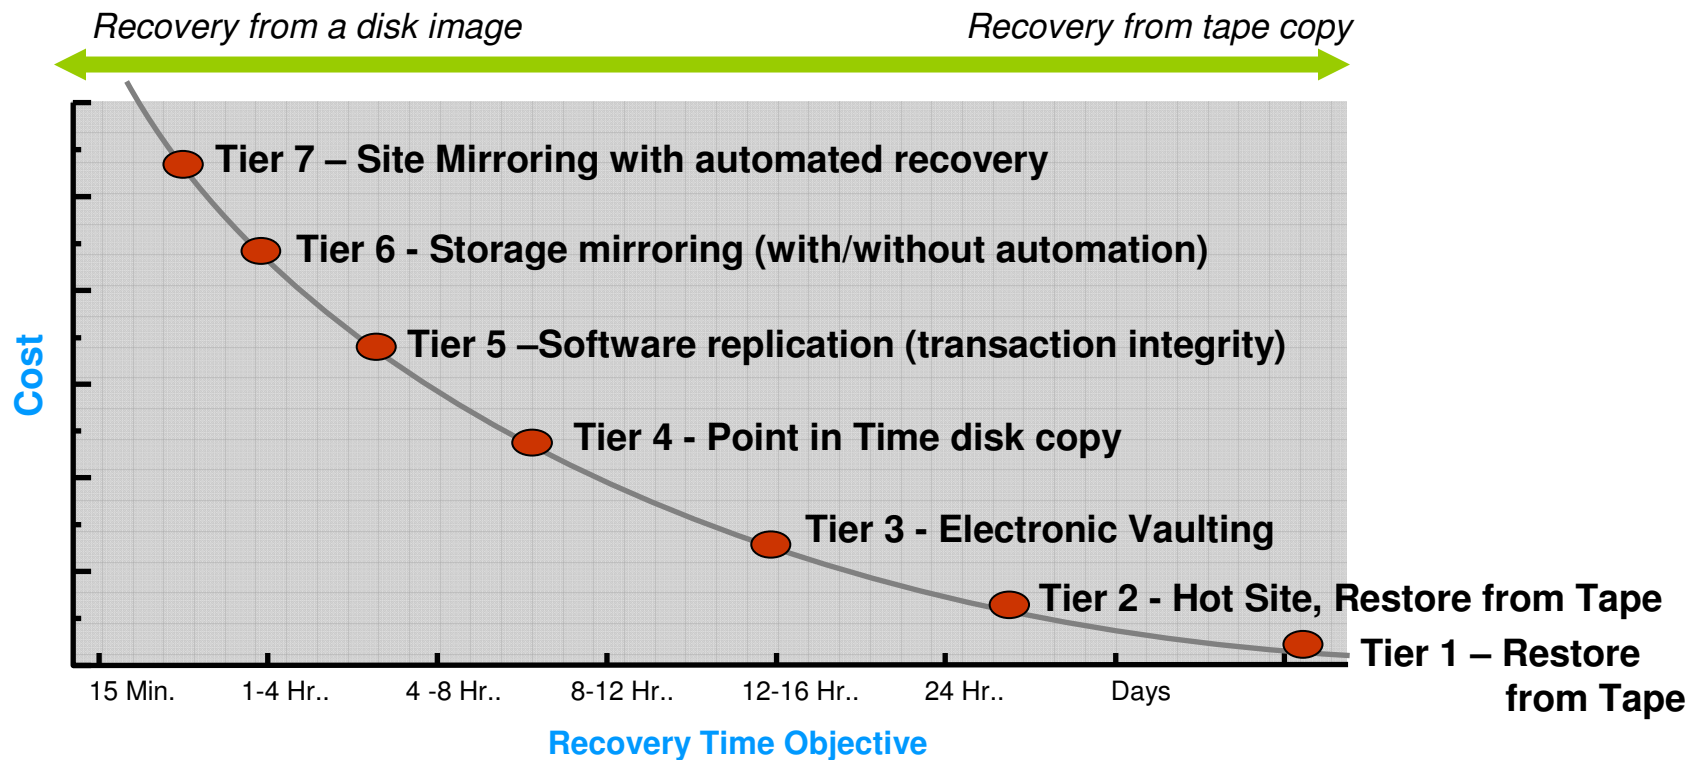 Recovery from a disk image
Recovery from tape copy
Tier 7 – Site Mirroring with automated recovery
Tier 6 - Storage mirroring (with/without automation)
Tier 5 –Software replication (transaction integrity)
Tier 4 - Point in Time disk copy
Tier 3 - Electronic Vaulting
Tier 2 - Hot Site, Restore from Tape
Tier 1 – Restore
from Tape
Cost
15 Min.
1-4 Hr..
4 -8 Hr..
8-12 Hr..
12-16 Hr..
24 Hr..
Days
Recovery Time Objective